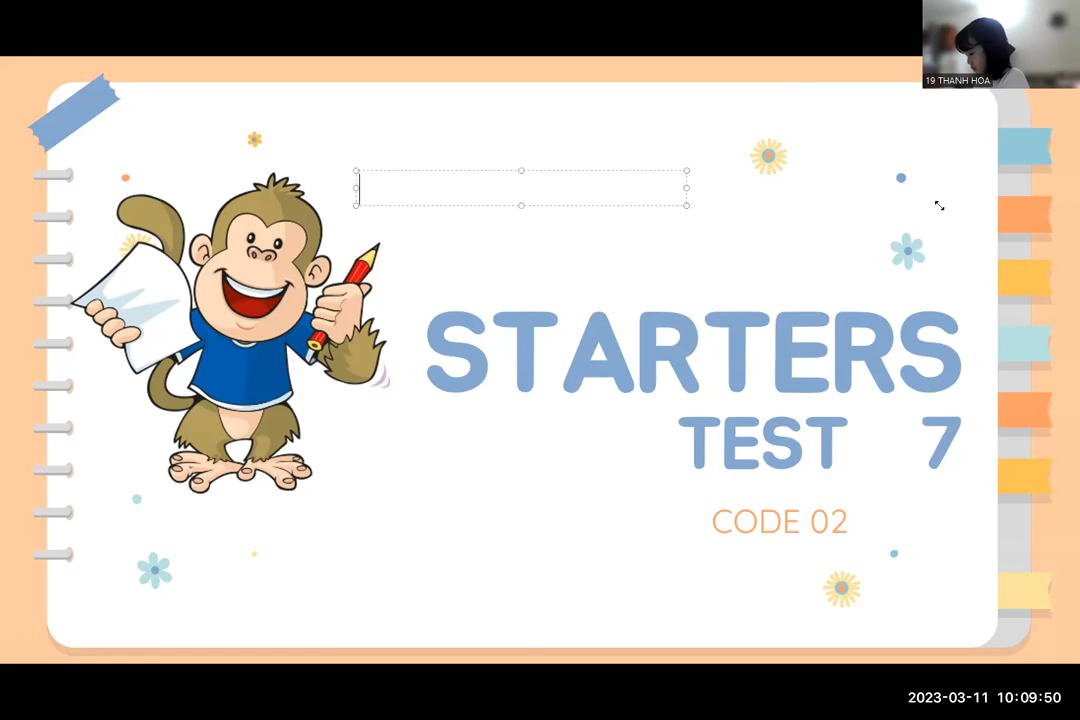 19 THANH HOA
STARTERS
TEST 7
CODE 02
2023-03-11 10:09:50